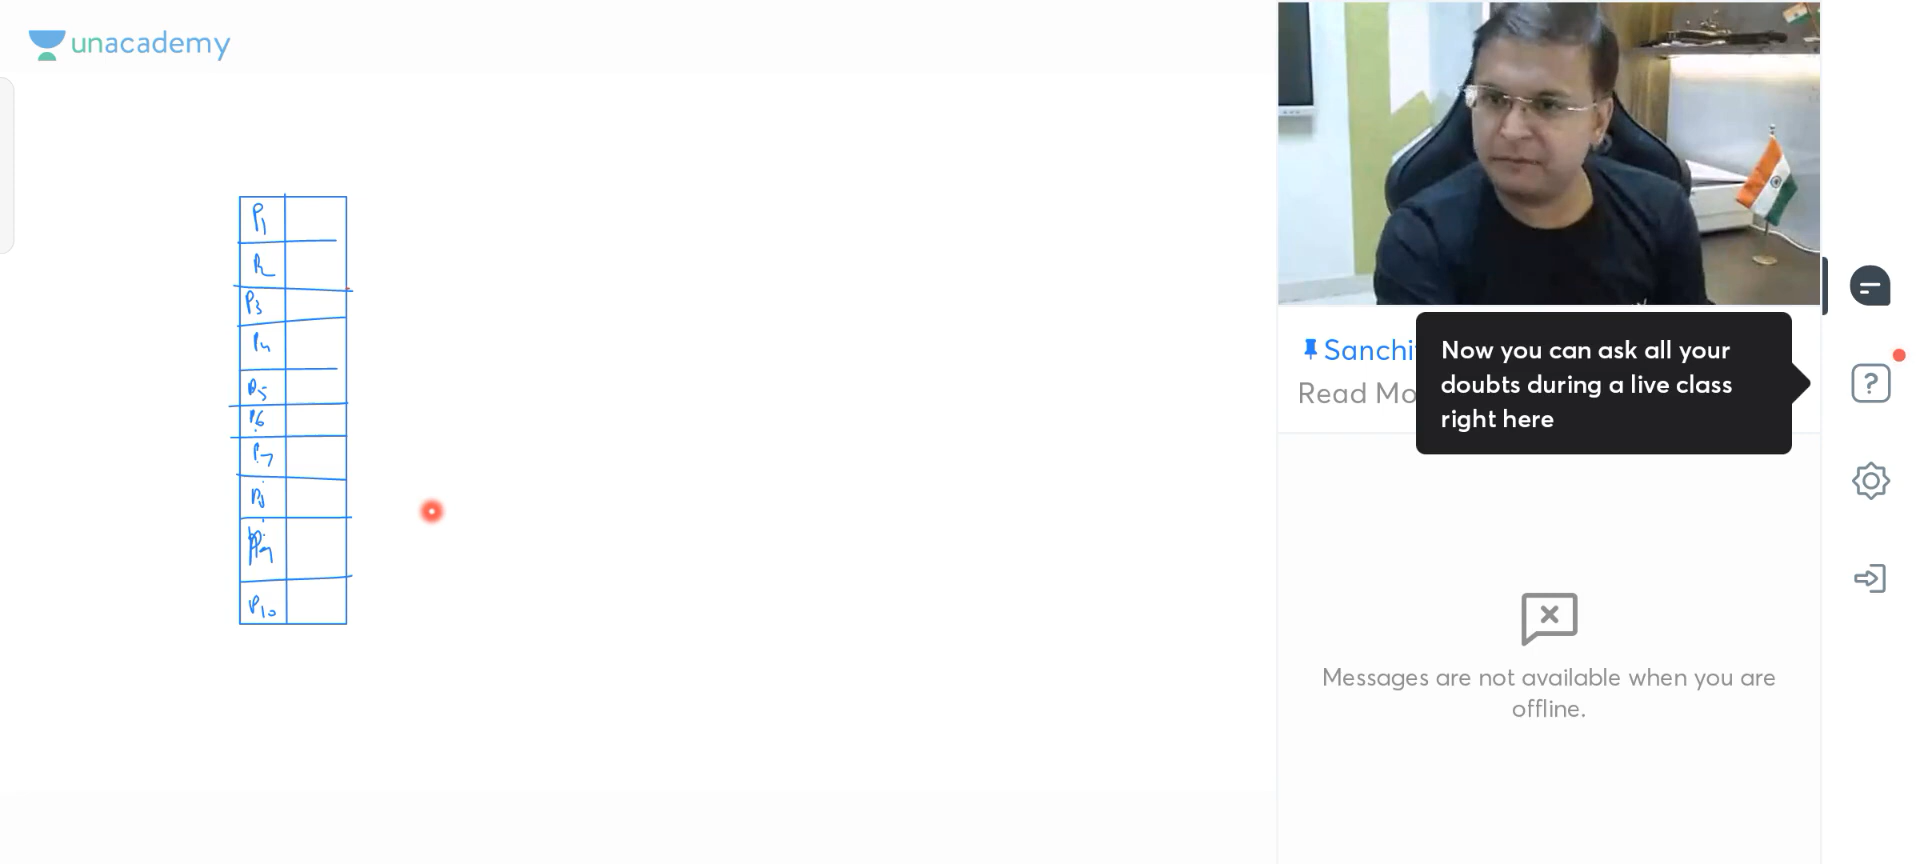 unacademy
P1
P2
P3
P4
P5
P6
P7
P8
P9
P10
Sanchi
Read Mo
Now you can ask all your
doubts during a live class
right here
?
Messages are not available when you are
offline.